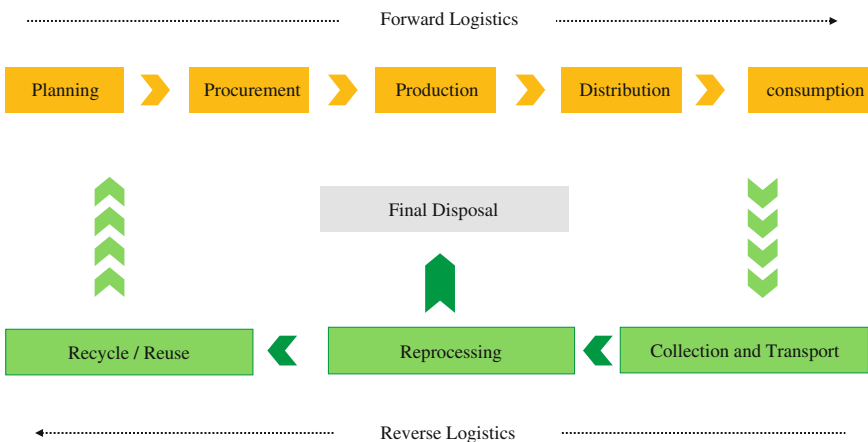 Forward Logistics
Planning
Procurement
Production
Distribution
consumption
Final Disposal
Recycle / Reuse
Reprocessing
Collection and Transport
Reverse Logistics